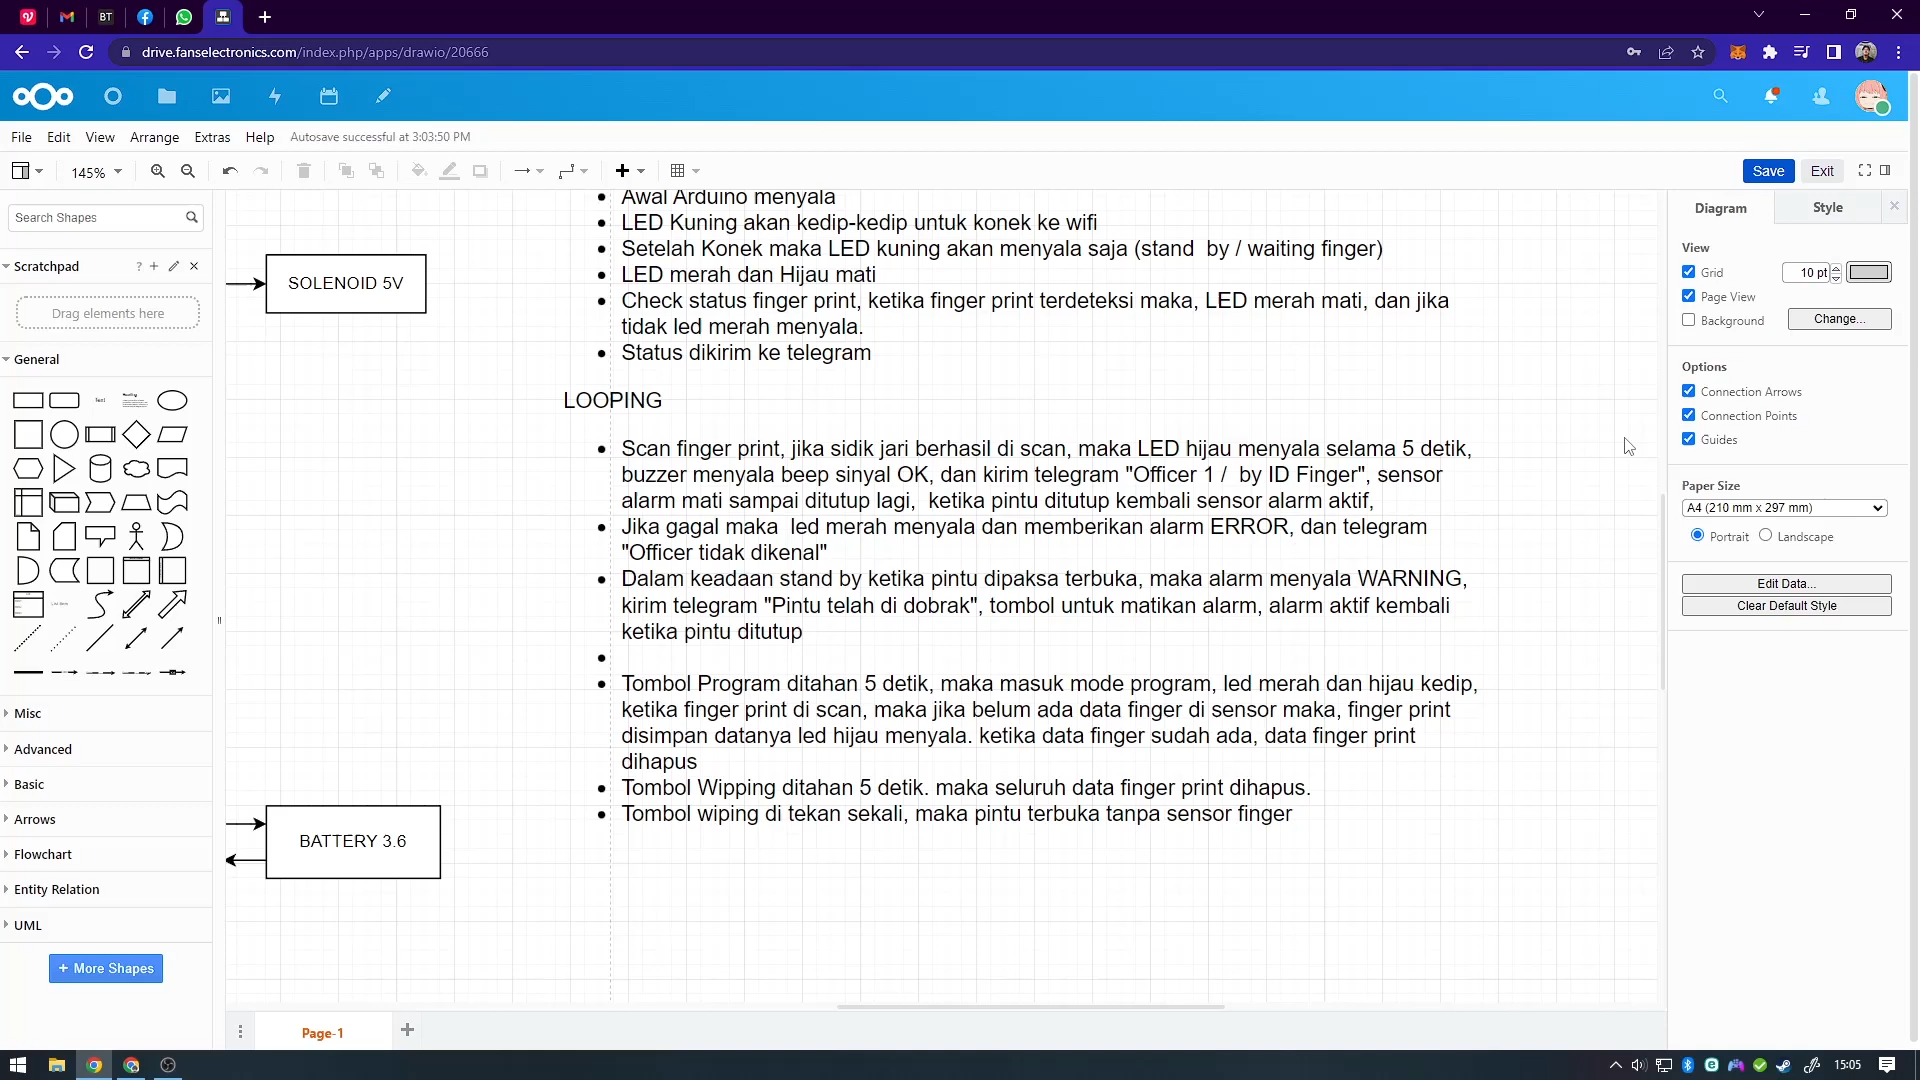 BT
drive.fanselectronics.com/index.php/apps/drawio/20666
File Edit View Arrange Extras Help Autosave successful at 3:03:50 PM
145% Save Exit
Search Shapes
Scratchpad ?
Drag elements here
General
Text
Heading
List Item
Misc
Advanced
Basic
Arrows
Flowchart
Entity Relation
UML
+ More Shapes
SOLENOID 5V
BATTERY 3.6
Awal Arduino menyala
LED Kuning akan kedip-kedip untuk konek ke wifi
Setelah Konek maka LED kuning akan menyala saja (stand by / waiting finger)
LED merah dan Hijau mati
Check status finger print, ketika finger print terdeteksi maka, LED merah mati, dan jika
tidak led merah menyala.
Status dikirim ke telegram
LOOPING
Scan finger print, jika sidik jari berhasil di scan, maka LED hijau menyala selama 5 detik,
buzzer menyala beep sinyal OK, dan kirim telegram "Officer 1 / by ID Finger", sensor
alarm mati sampai ditutup lagi, ketika pintu ditutup kembali sensor alarm aktif,
Jika gagal maka led merah menyala dan memberikan alarm ERROR, dan telegram
"Officer tidak dikenal"
Dalam keadaan stand by ketika pintu dipaksa terbuka, maka alarm menyala WARNING,
kirim telegram "Pintu telah di dobrak", tombol untuk matikan alarm, alarm aktif kembali
ketika pintu ditutup
Tombol Program ditahan 5 detik, maka masuk mode program, led merah dan hijau kedip,
ketika finger print di scan, maka jika belum ada data finger di sensor maka, finger print
disimpan datanya led hijau menyala. ketika data finger sudah ada, data finger print
dihapus
Tombol Wipping ditahan 5 detik. maka seluruh data finger print dihapus.
Tombol wiping di tekan sekali, maka pintu terbuka tanpa sensor finger
Diagram Style
View
Grid 10 pt
Page View
Background Change...
Options
Connection Arrows
Connection Points
Guides
Paper Size
A4 (210 mm x 297 mm)
Portrait Landscape
Edit Data...
Clear Default Style
Page-1
15:05